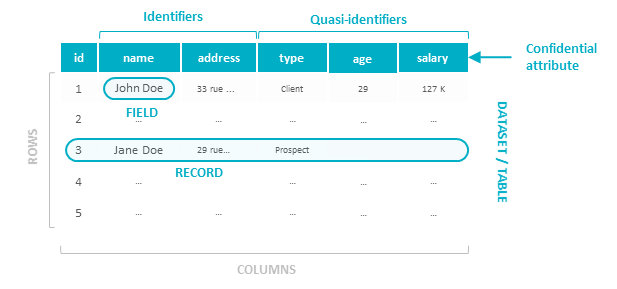 Identifiers Quasi-identifiers
id name address type age salary
Confidential
attribute
1 John Doe 33 rue ... Client 29 127 K
FIELD
2 ... ... ... ... ...
3 Jane Doe 29 rue... Prospect
RECORD
4 ... ... ... ... ...
5 ... ... ... ... ...
ROWS
DATASET / TABLE
COLUMNS